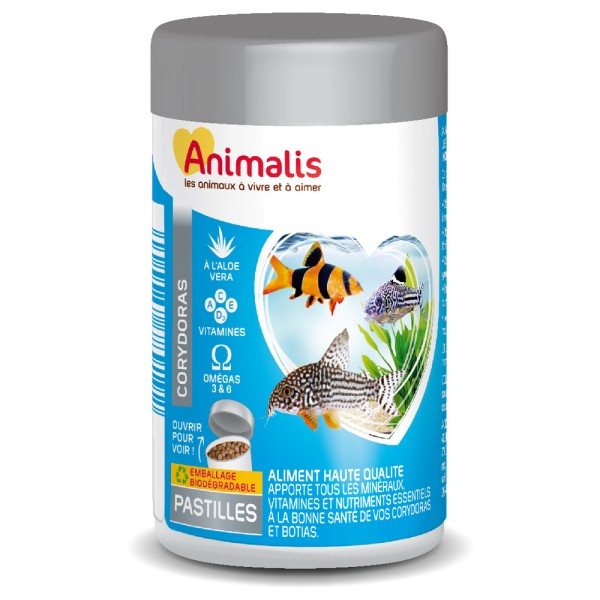 Animalis
les animaux à vivre et à aimer
CORYDORAS
À L'ALOE
VERA
A C D3 E
VITAMINES
Ω
OMÉGAS
3 & 6
OUVRIR
POUR
VOIR !
EMBALLAGE
BIODÉGRADABLE
PASTILLES
ALIMENT HAUTE QUALITE
APPORTE TOUS LES MINÉRAUX,
VITAMINES ET NUTRIMENTS ESSENTIELS
À LA BONNE SANTÉ DE VOS CORYDORAS
ET BOTIAS.